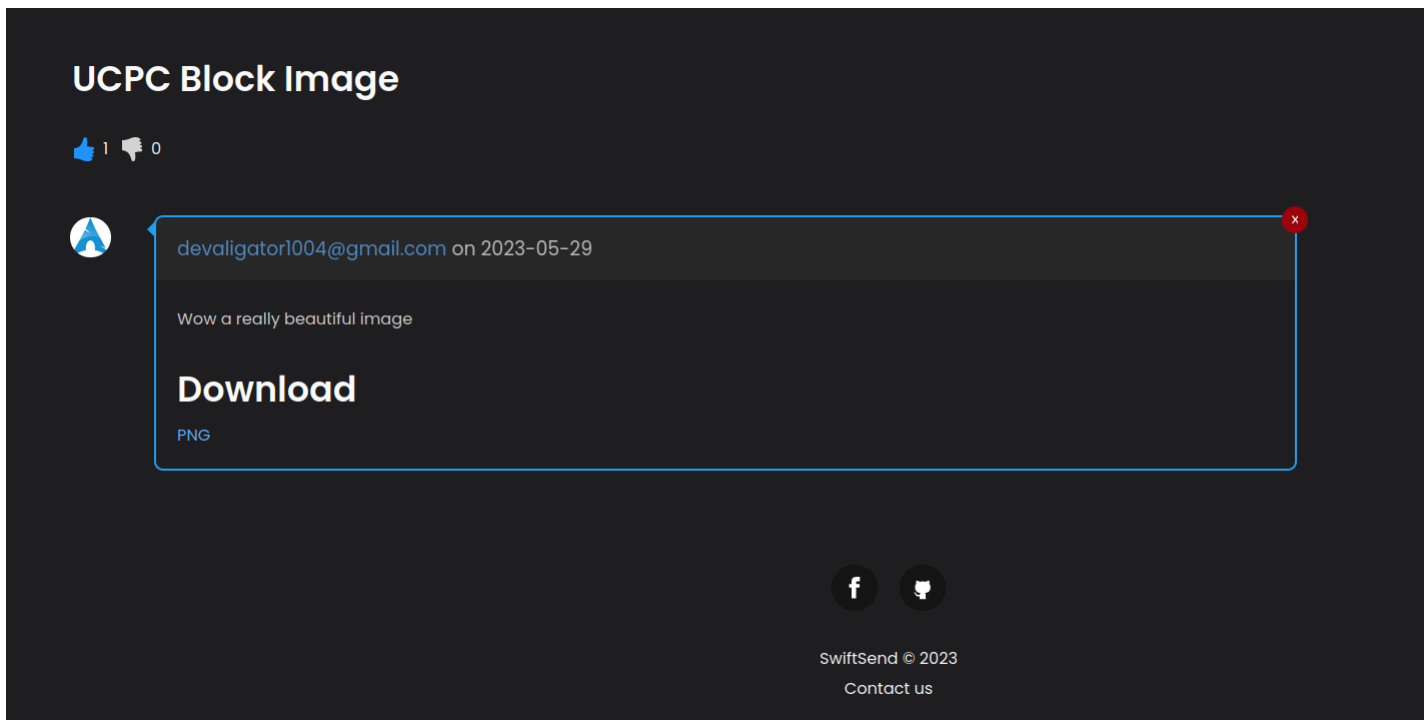 UCPC Block Image
1 0
x
devaligator1004@gmail.com on 2023-05-29
Wow a really beautiful image
Download
PNG
f
SwiftSend © 2023
Contact us